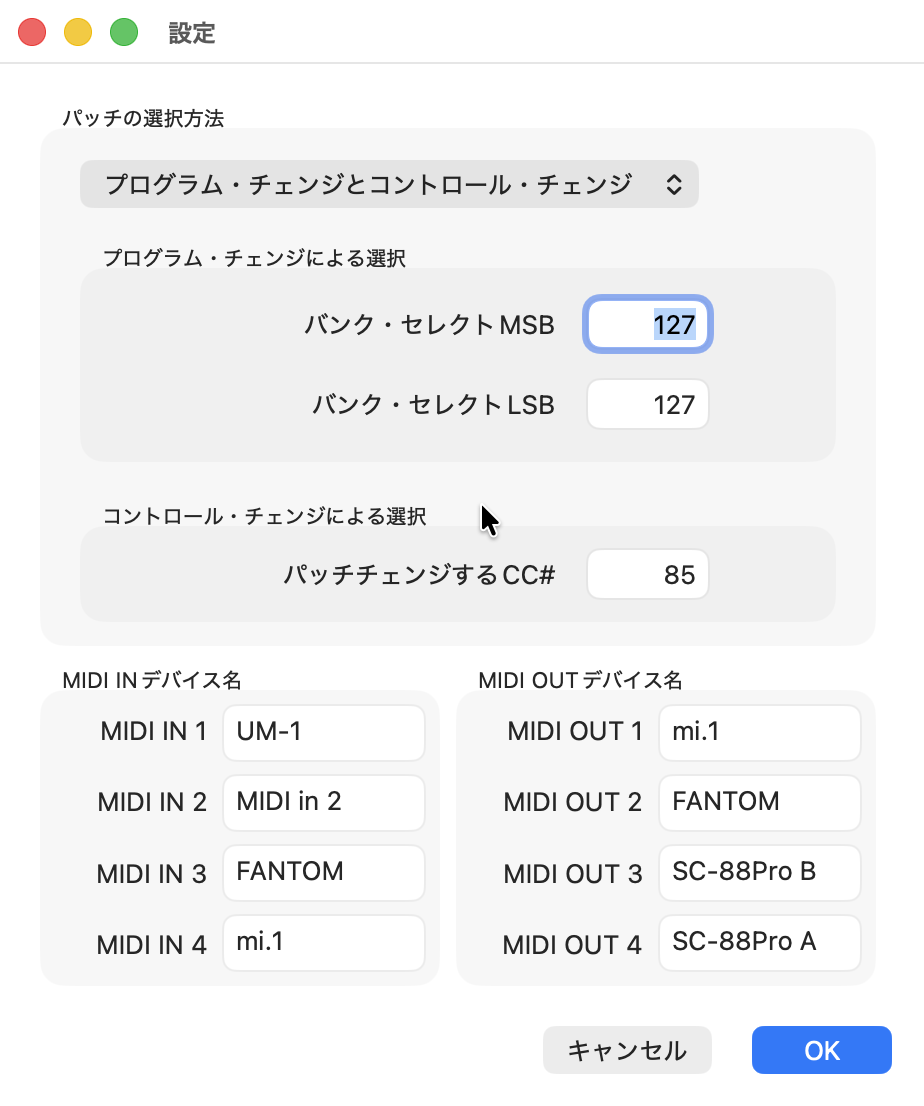 設定
パッチの選択方法
プログラム・チェンジとコントロール・チェンジ
プログラム・チェンジによる選択
バンク・セレクト MSB 127
バンク・セレクト LSB 127
コントロール・チェンジによる選択
パッチチェンジするCC# 85
MIDI INデバイス名
MIDI IN 1 UM-1
MIDI IN 2 MIDI in 2
MIDI IN 3 FANTOM
MIDI IN 4 mi.1
MIDI OUTデバイス名
MIDI OUT 1 mi.1
MIDI OUT 2 FANTOM
MIDI OUT 3 SC-88Pro B
MIDI OUT 4 SC-88Pro A
キャンセル
OK